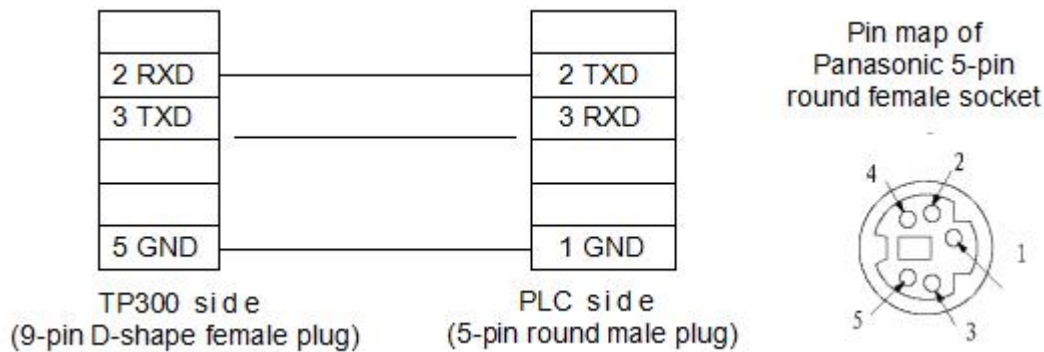 2 RXD
3 TXD
5 GND
TP300 side
(9-pin D-shape female plug)
2 TXD
3 RXD
1 GND
PLC side
(5-pin round male plug)
Pin map of
Panasonic 5-pin
round female socket
4
2
1
5
3